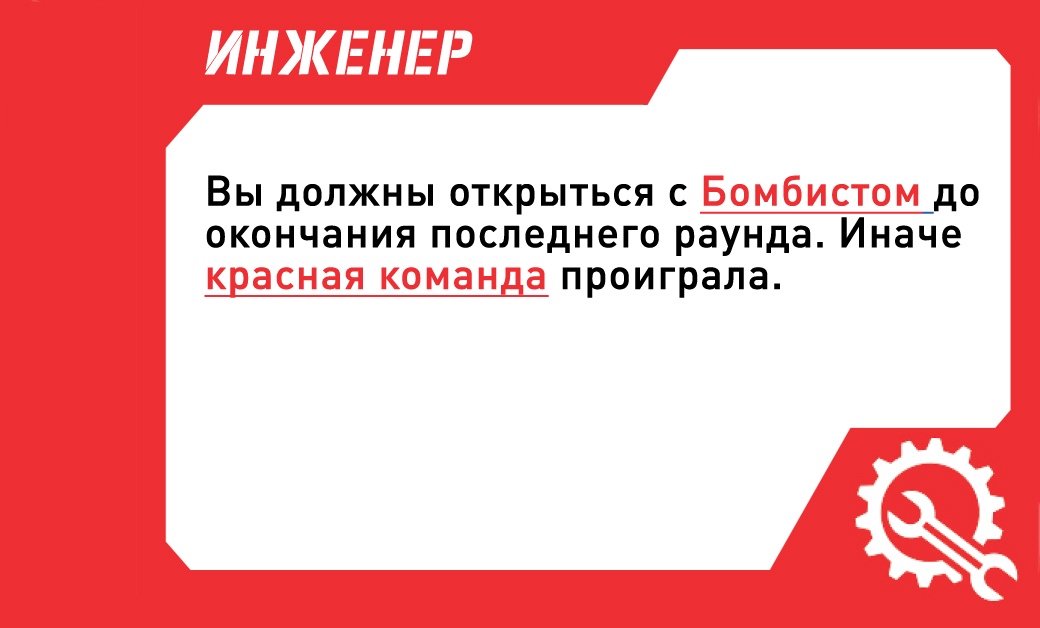 ИНЖЕНЕР
Вы должны открыться с Бомбистом до
окончания последнего раунда. Иначе
красная команда проиграла.